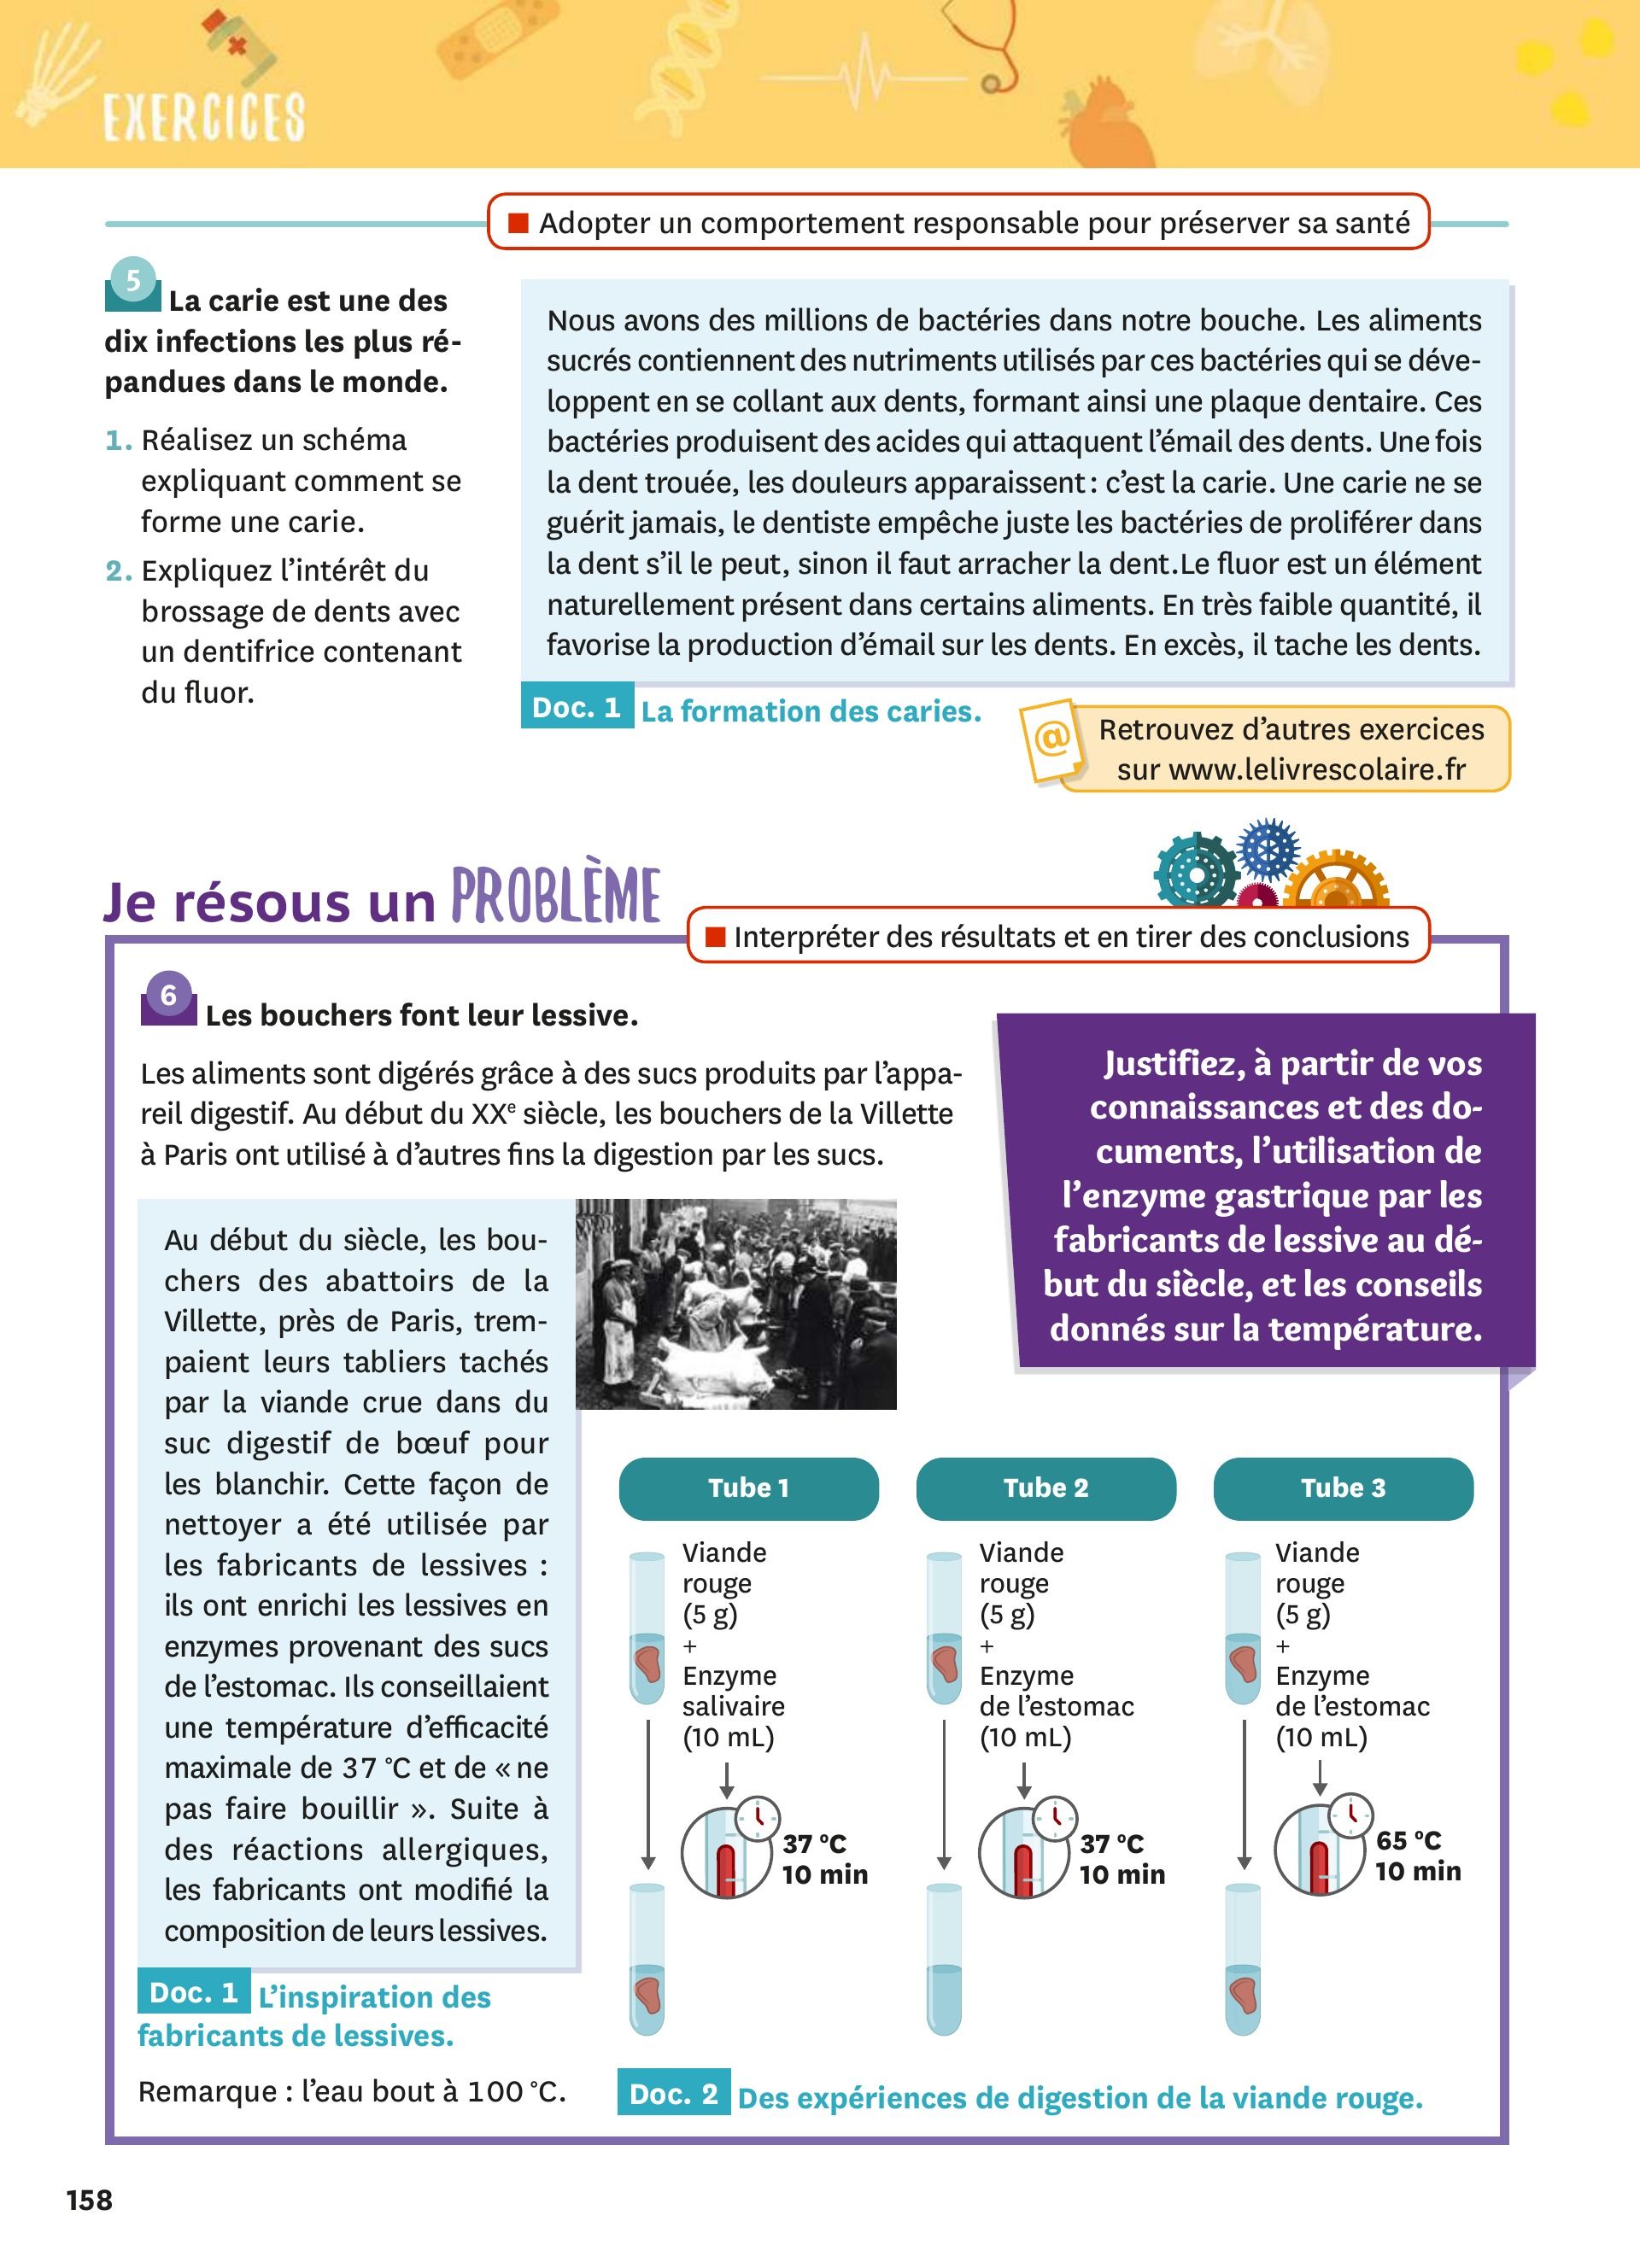 EXERCICES
Adopter un comportement responsable pour préserver sa santé
5 La carie est une des
dix infections les plus ré-
pandues dans le monde.
1. Réalisez un schéma
expliquant comment se
forme une carie.
2. Expliquez l’intérêt du
brossage de dents avec
un dentifrice contenant
du fluor.
Nous avons des millions de bactéries dans notre bouche. Les aliments
sucrés contiennent des nutriments utilisés par ces bactéries qui se déve-
loppent en se collant aux dents, formant ainsi une plaque dentaire. Ces
bactéries produisent des acides qui attaquent l’émail des dents. Une fois
la dent trouée, les douleurs apparaissent : c’est la carie. Une carie ne se
guérit jamais, le dentiste empêche juste les bactéries de proliférer dans
la dent s’il le peut, sinon il faut arracher la dent.Le fluor est un élément
naturellement présent dans certains aliments. En très faible quantité, il
favorise la production d’émail sur les dents. En excès, il tache les dents.
Doc. 1 La formation des caries.
@
Retrouvez d’autres exercices
sur www.lelivrescolaire.fr
Je résous un PROBLÈME
Interpréter des résultats et en tirer des conclusions
6 Les bouchers font leur lessive.
Les aliments sont digérés grâce à des sucs produits par l’appa-
reil digestif. Au début du XXe siècle, les bouchers de la Villette
à Paris ont utilisé à d’autres fins la digestion par les sucs.
Justifiez, à partir de vos
connaissances et des do-
cuments, l’utilisation de
l’enzyme gastrique par les
fabricants de lessive au dé-
but du siècle, et les conseils
donnés sur la température.
Au début du siècle, les bou-
chers des abattoirs de la
Villette, près de Paris, trem-
paient leurs tabliers tachés
par la viande crue dans du
suc digestif de bœuf pour
les blanchir. Cette façon de
nettoyer a été utilisée par
les fabricants de lessives :
ils ont enrichi les lessives en
enzymes provenant des sucs
de l’estomac. Ils conseillaient
une température d’efficacité
maximale de 37 °C et de « ne
pas faire bouillir ». Suite à
des réactions allergiques,
les fabricants ont modifié la
composition de leurs lessives.
Doc. 1 L’inspiration des
fabricants de lessives.
Remarque : l’eau bout à 100 °C.
Tube 1
Viande
rouge
(5 g)
+
Enzyme
salivaire
(10 mL)
37 °C
10 min
Tube 2
Viande
rouge
(5 g)
+
Enzyme
de l’estomac
(10 mL)
37 °C
10 min
Tube 3
Viande
rouge
(5 g)
+
Enzyme
de l’estomac
(10 mL)
65 °C
10 min
Doc. 2 Des expériences de digestion de la viande rouge.
158